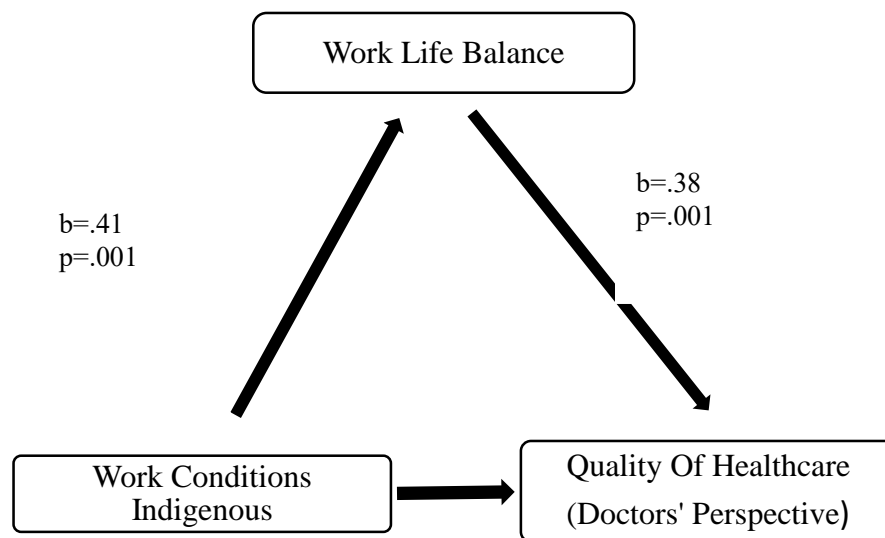 Work Life Balance
b=.41
p=.001
b=.38
p=.001
Work Conditions
Indigenous
Quality Of Healthcare
(Doctors' Perspective)